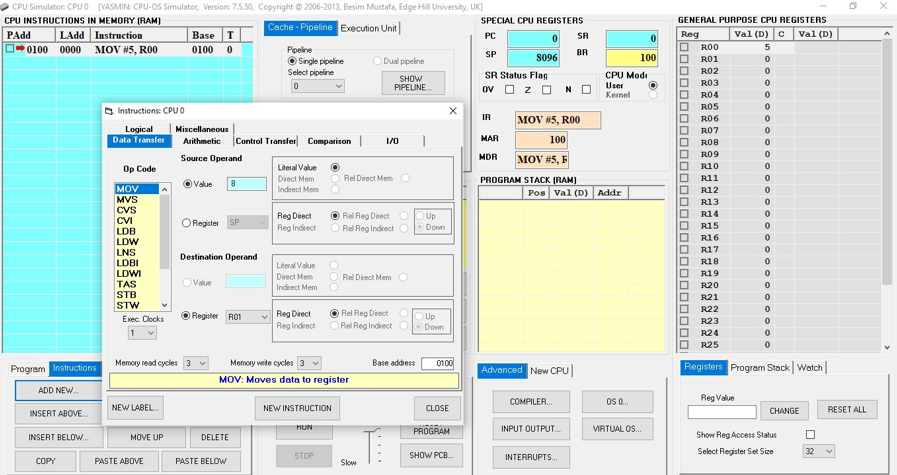 CPU Simulator: CPU 0 [YASMIN: CPU-OS Simulator, Version: 7.5.50, Copyright @ 2006-2013, Besim Mustafa, Edge Hill University, UK]
CPU INSTRUCTIONS IN MEMORY (RAM)
PAdd LAdd Instruction Base T
0100 0000 MOV #5, R00 0100 0
Cache - Pipeline Execution Unit
Pipeline
Single pipeline Dual pipeline
Select pipeline
0
SHOW PIPELINE...
SPECIAL CPU REGISTERS
PC 0 SR 0
SP 8096 BR 100
SR Status Flag
OV Z N
CPU Mode
User
Kernel
IR MOV #5, R00
MAR 100
MDR MOV #5, R
PROGRAM STACK (RAM)
Pos Val(D) Addr
GENERAL PURPOSE CPU REGISTERS
Reg Val(D) C Val(D)
R00 5
R01 0
R02 0
R03 0
R04 0
R05 0
R06 0
R07 0
R08 0
R09 0
R10 0
R11 0
R12 0
R13 0
R14 0
R15 0
R16 0
R17 0
R18 0
R19 0
R20 0
R21 0
R22 0
R23 0
R24 0
R25 0
Instructions: CPU 0
Logical Miscellaneous
Data Transfer Arithmetic Control Transfer Comparison I/O
Op Code
MOV
MVS
CVS
CVI
LDB
LDW
LNS
LDBI
LDWI
TAS
STB
STW
Exec. Clocks
1
Source Operand
Value 8
Register SP
Literal Value
Direct Mem Rel Direct Mem
Indirect Mem
Reg Direct Rel Reg Direct Up
Reg Indirect Rel Reg Indirect Down
Destination Operand
Value
Register R01
Literal Value
Direct Mem Rel Direct Mem
Indirect Mem
Reg Direct Rel Reg Direct Up
Reg Indirect Rel Reg Indirect Down
Memory read cycles 3 Memory write cycles 3 Base address 0100
MOV: Moves data to register
NEW LABEL... NEW INSTRUCTION CLOSE
Program Instructions
ADD NEW...
INSERT ABOVE...
INSERT BELOW... MOVE UP DELETE
COPY PASTE ABOVE PASTE BELOW
RUN
STOP
Slow
PROGRAM
SHOW PCB...
Advanced New CPU
COMPILER... OS 0...
INPUT OUTPUT... VIRTUAL OS...
INTERRUPTS...
Registers Program Stack Watch
Reg Value
CHANGE RESET ALL
Show Reg Access Status
Select Register Set Size 32